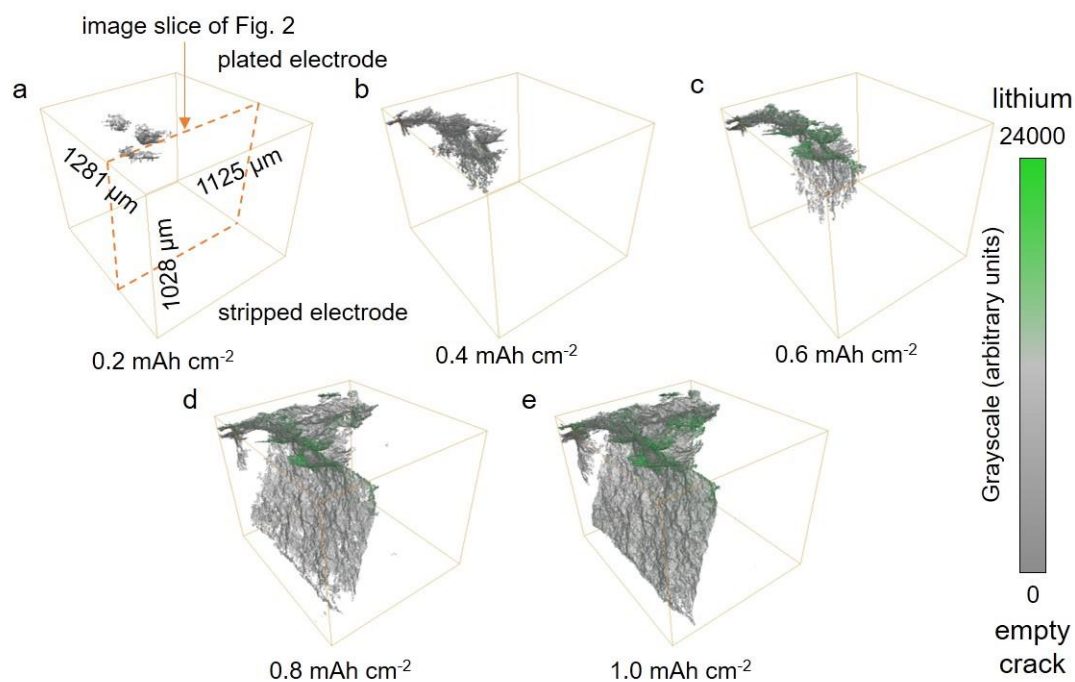 image slice of Fig. 2
plated electrode
a
b
c
1281 µm
1125 µm
1028 µm
stripped electrode
0.2 mAh cm⁻²
0.4 mAh cm⁻²
0.6 mAh cm⁻²
d
e
0.8 mAh cm⁻²
1.0 mAh cm⁻²
lithium
24000
Grayscale (arbitrary units)
0
empty
crack